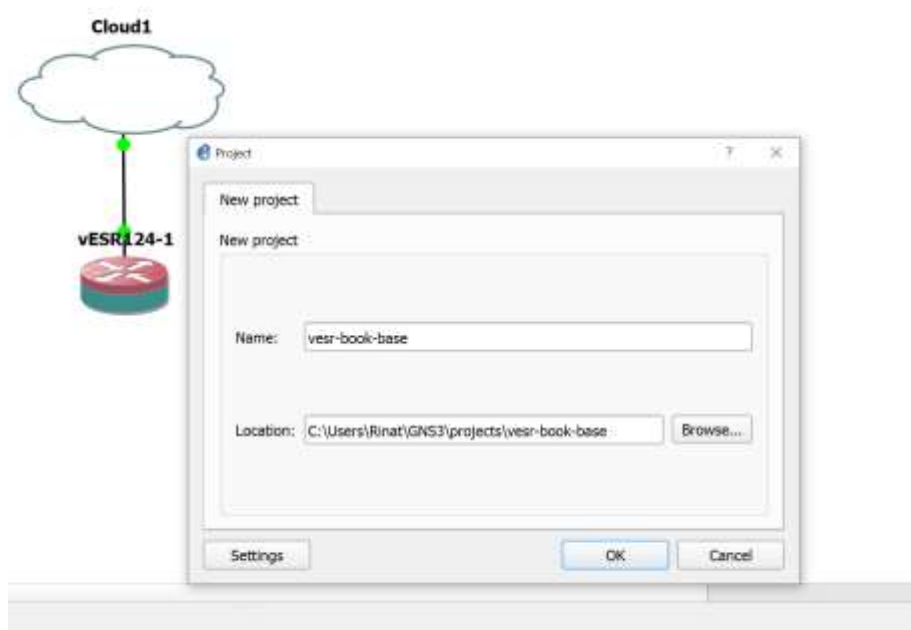 Cloud1
Project
New project
vESR124-1
New project
Name: vesr-book-base
Location: C:\Users\Rinat\GNS3\projects\vesr-book-base Browse...
Settings OK Cancel